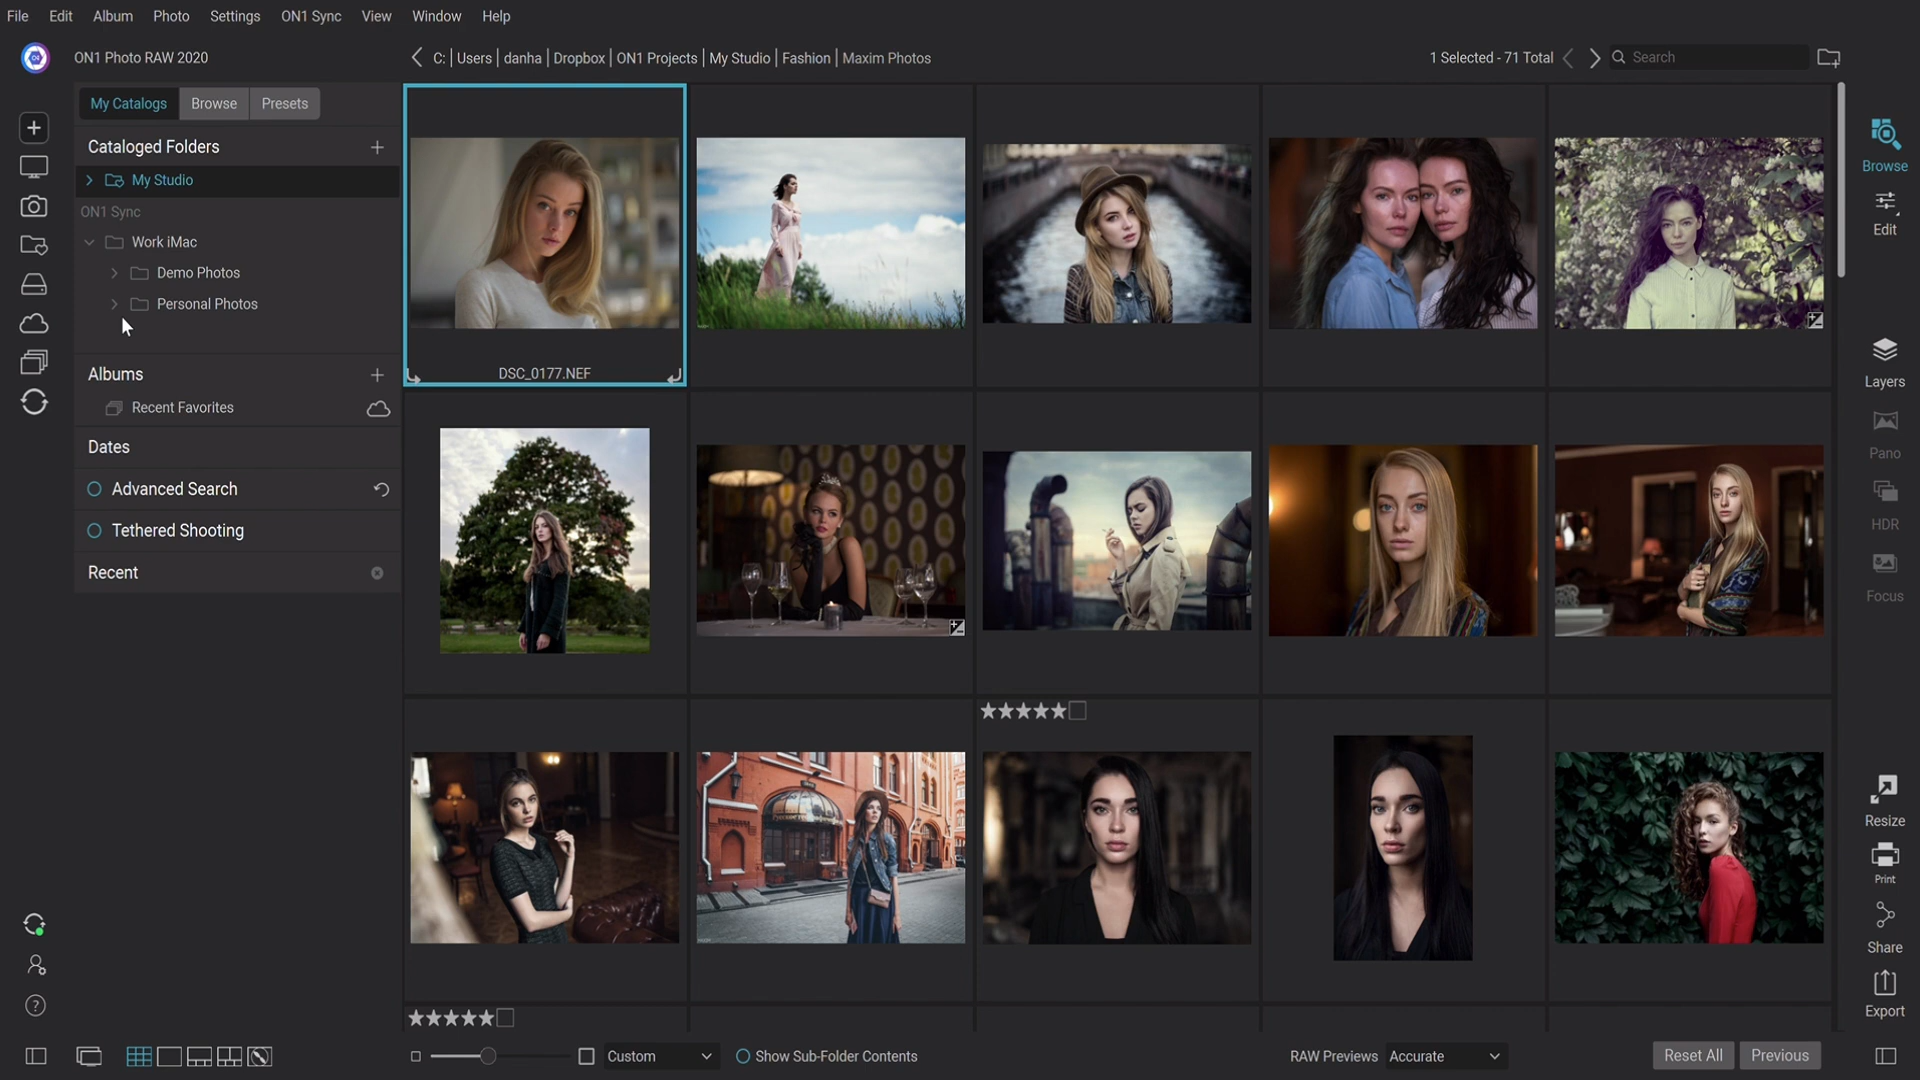 File Edit Album Photo Settings ON1 Sync View Window Help
ON1 Photo RAW 2020
C: Users danha Dropbox ON1 Projects My Studio Fashion Maxim Photos
1 Selected - 71 Total
Search
My Catalogs Browse Presets
Cataloged Folders
My Studio
ON1 Sync
Work iMac
Demo Photos
Personal Photos
Albums
Recent Favorites
Dates
Advanced Search
Tethered Shooting
Recent
DSC_0177.NEF
Browse
Edit
Layers
Pano
HDR
Focus
Resize
Print
Share
Export
Custom
Show Sub-Folder Contents
RAW Previews Accurate
Reset All Previous